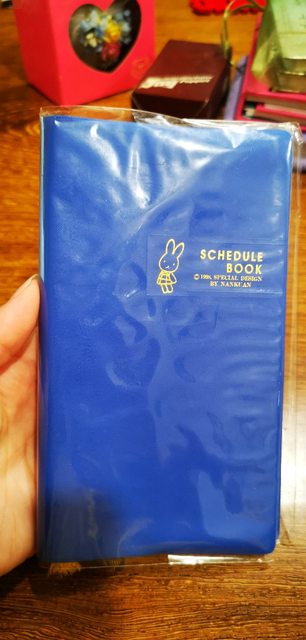 SCHEDULE
BOOK
©1998. SPECIAL DESIGN
BY NANKUAN